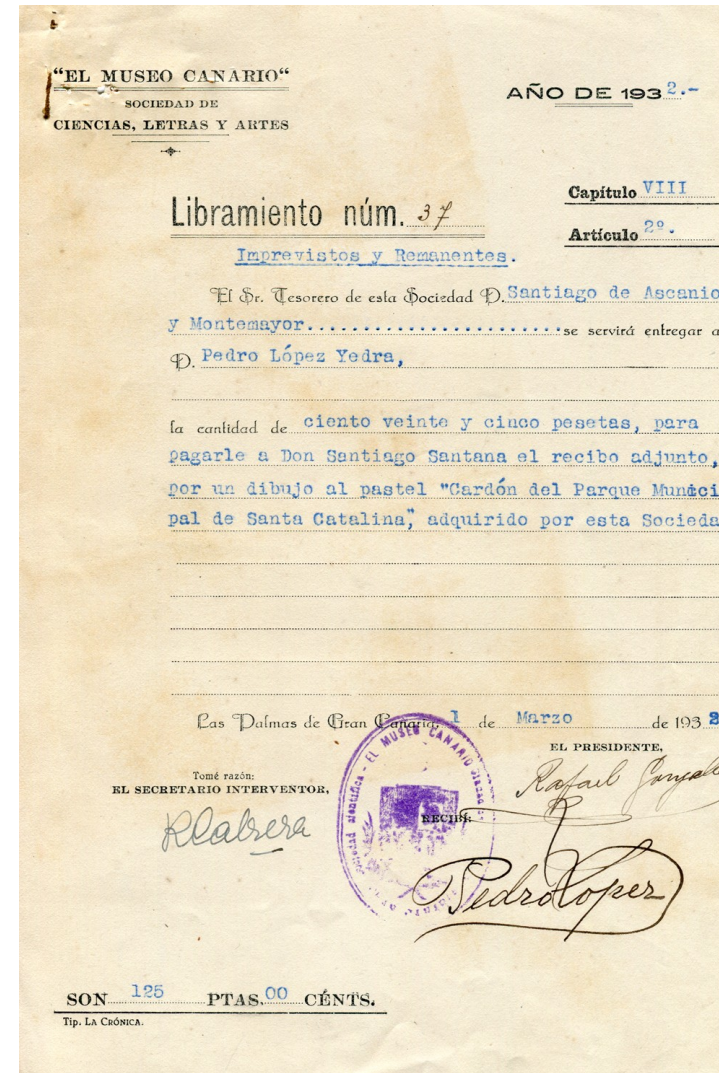 "EL MUSEO CANARIO"
SOCIEDAD DE
CIENCIAS, LETRAS Y ARTES
AÑO DE 1932.-
Capítulo VIII
Libramiento núm. 37
Artículo 2º.
Imprevistos y Remanentes.
El Sr. Tesorero de esta Sociedad D. Santiago de Ascanio
y Montemayor.......................se servirá entregar a
D. Pedro López Yedra,
la cantidad de ciento veinte y cinco pesetas, para
pagarle a Don Santiago Santana el recibo adjunto,
por un dibujo al pastel "Cardón del Parque Munici
pal de Santa Catalina", adquirido por esta Socieda
Las Palmas de Gran Canaria, 1 de Marzo de 1932
EL PRESIDENTE,
Tomé razón:
EL SECRETARIO INTERVENTOR,
Rafael
EL MUSEO CANARIO
RECIBÍ:
RCabrera
Pedro Lopez
SON 125 PTAS. 00 CÉNTS.
Tip. LA CRÓNICA.